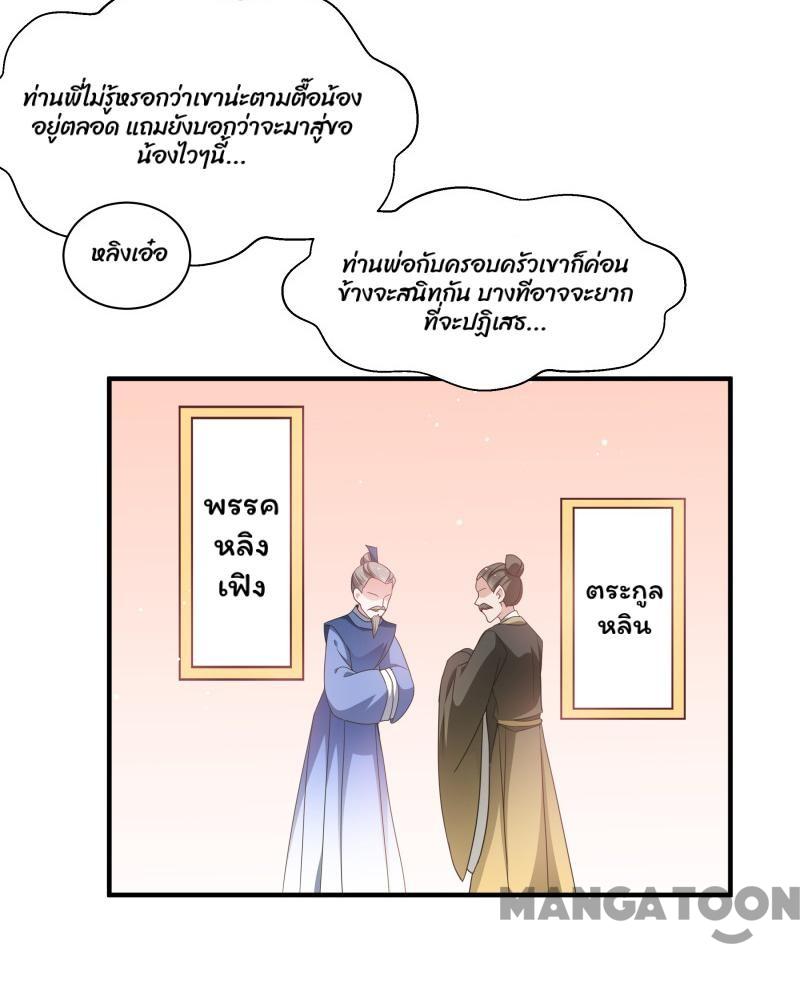 ท่านพี่ไม่รู้หรอกว่าเขาน่ะตามตื๊อน้อง
อยู่ตลอด แถมยังบอกว่าจะมาสู่ขอ
น้องไวๆนี้...
หลิงเอ๋อ
ท่านพ่อกับครอบครัวเขาก็ค่อน
ข้างจะสนิทกัน บางทีอาจจะยาก
ที่จะปฏิเสธ...
พรรค
หลิง
เฟิง
ตระกูล
หลิน
MANGATOON